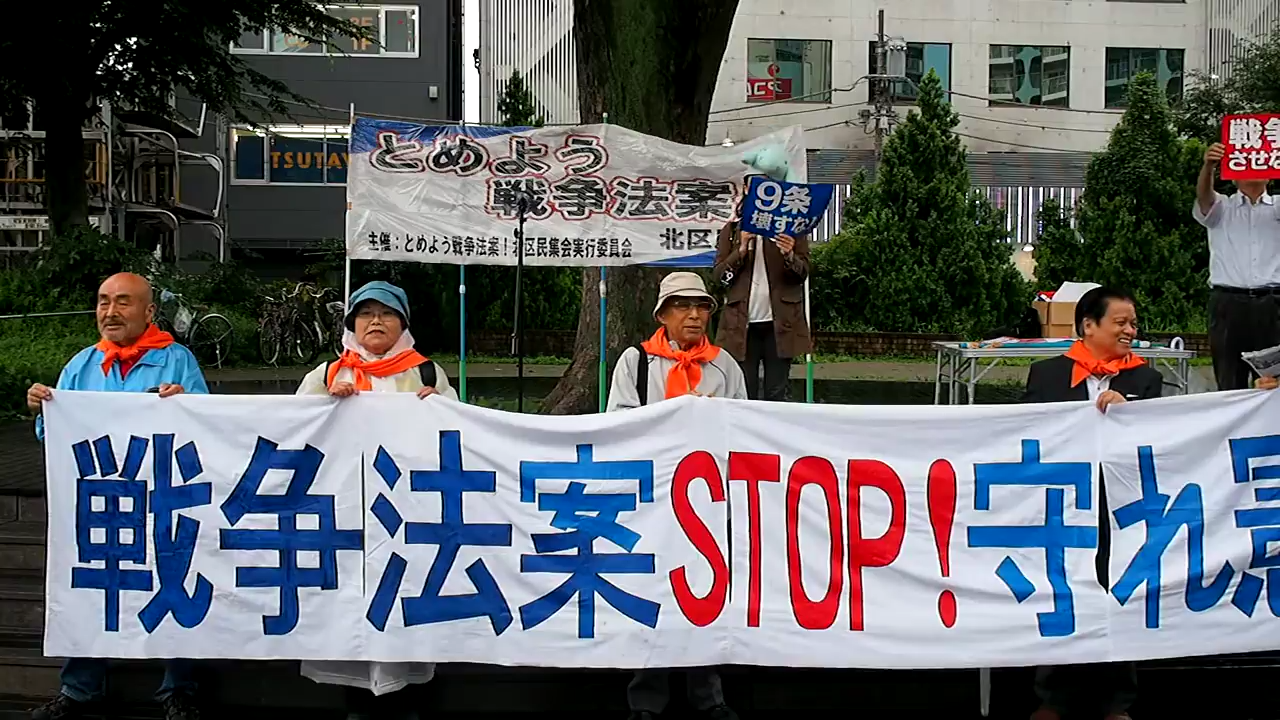 TSUTAY
とめよう
戦争法案
主催：とめよう戦争法案！北区民集会実行委員会
北区
9条
壊すな!
戦争
させな
戦争法案STOP!守れ